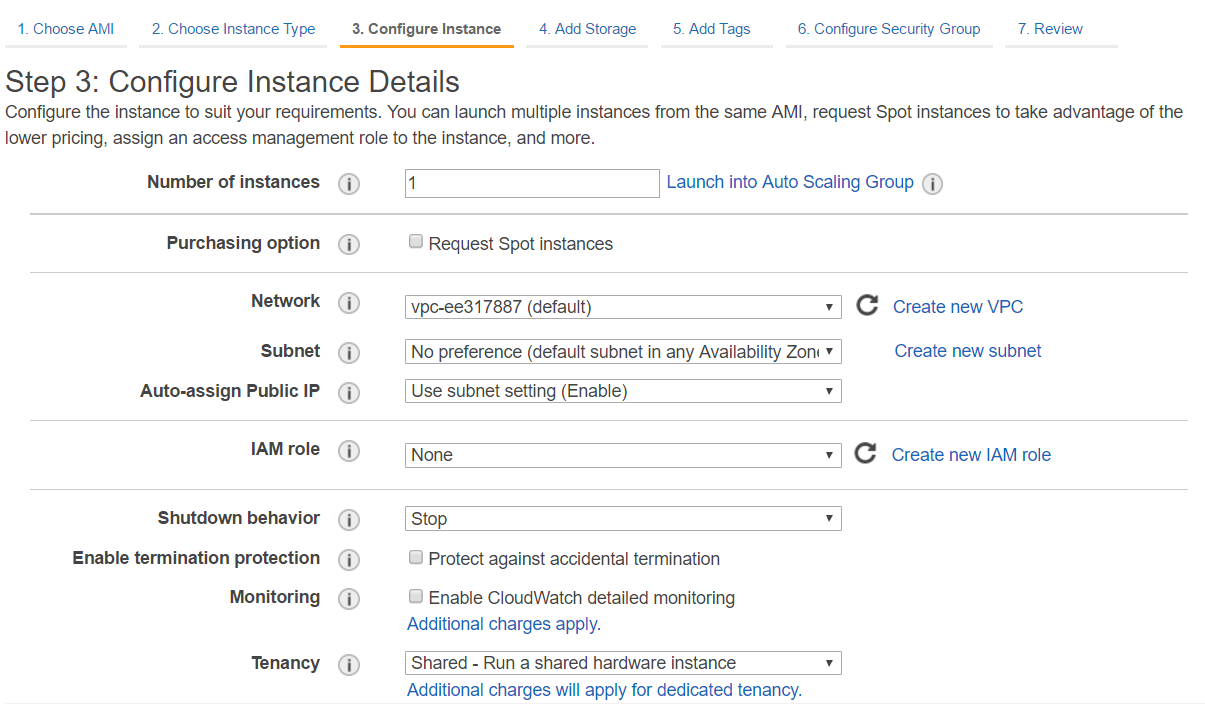 1. Choose AMI 2. Choose Instance Type 3. Configure Instance 4. Add Storage 5. Add Tags 6. Configure Security Group 7. Review
Step 3: Configure Instance Details
Configure the instance to suit your requirements. You can launch multiple instances from the same AMI, request Spot instances to take advantage of the
lower pricing, assign an access management role to the instance, and more.
Number of instances 1 Launch into Auto Scaling Group
Purchasing option Request Spot instances
Network vpc-ee317887 (default) Create new VPC
Subnet No preference (default subnet in any Availability Zon Create new subnet
Auto-assign Public IP Use subnet setting (Enable)
IAM role None Create new IAM role
Shutdown behavior Stop
Enable termination protection Protect against accidental termination
Monitoring Enable CloudWatch detailed monitoring
Additional charges apply.
Tenancy Shared - Run a shared hardware instance
Additional charges will apply for dedicated tenancy.